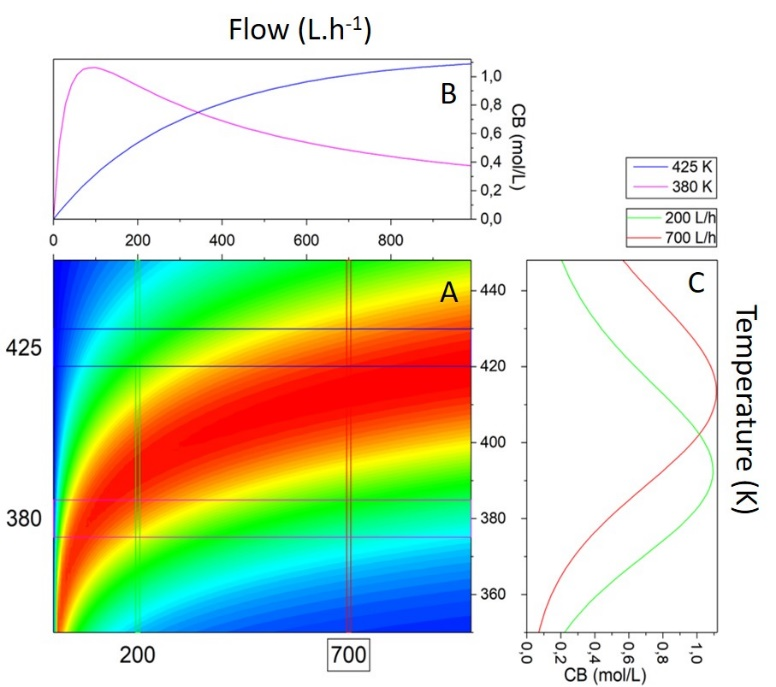 Flow (L.h-1)
B
1,0
0,8
0,6
0,4
0,2
0,0
CB (mol/L)
0 200 400 600 800
425 K
380 K
200 L/h
700 L/h
A
C
425
380
440
420
400
380
360
Temperature (K)
200 700
0,0 0,2 0,4 0,6 0,8 1,0
CB (mol/L)